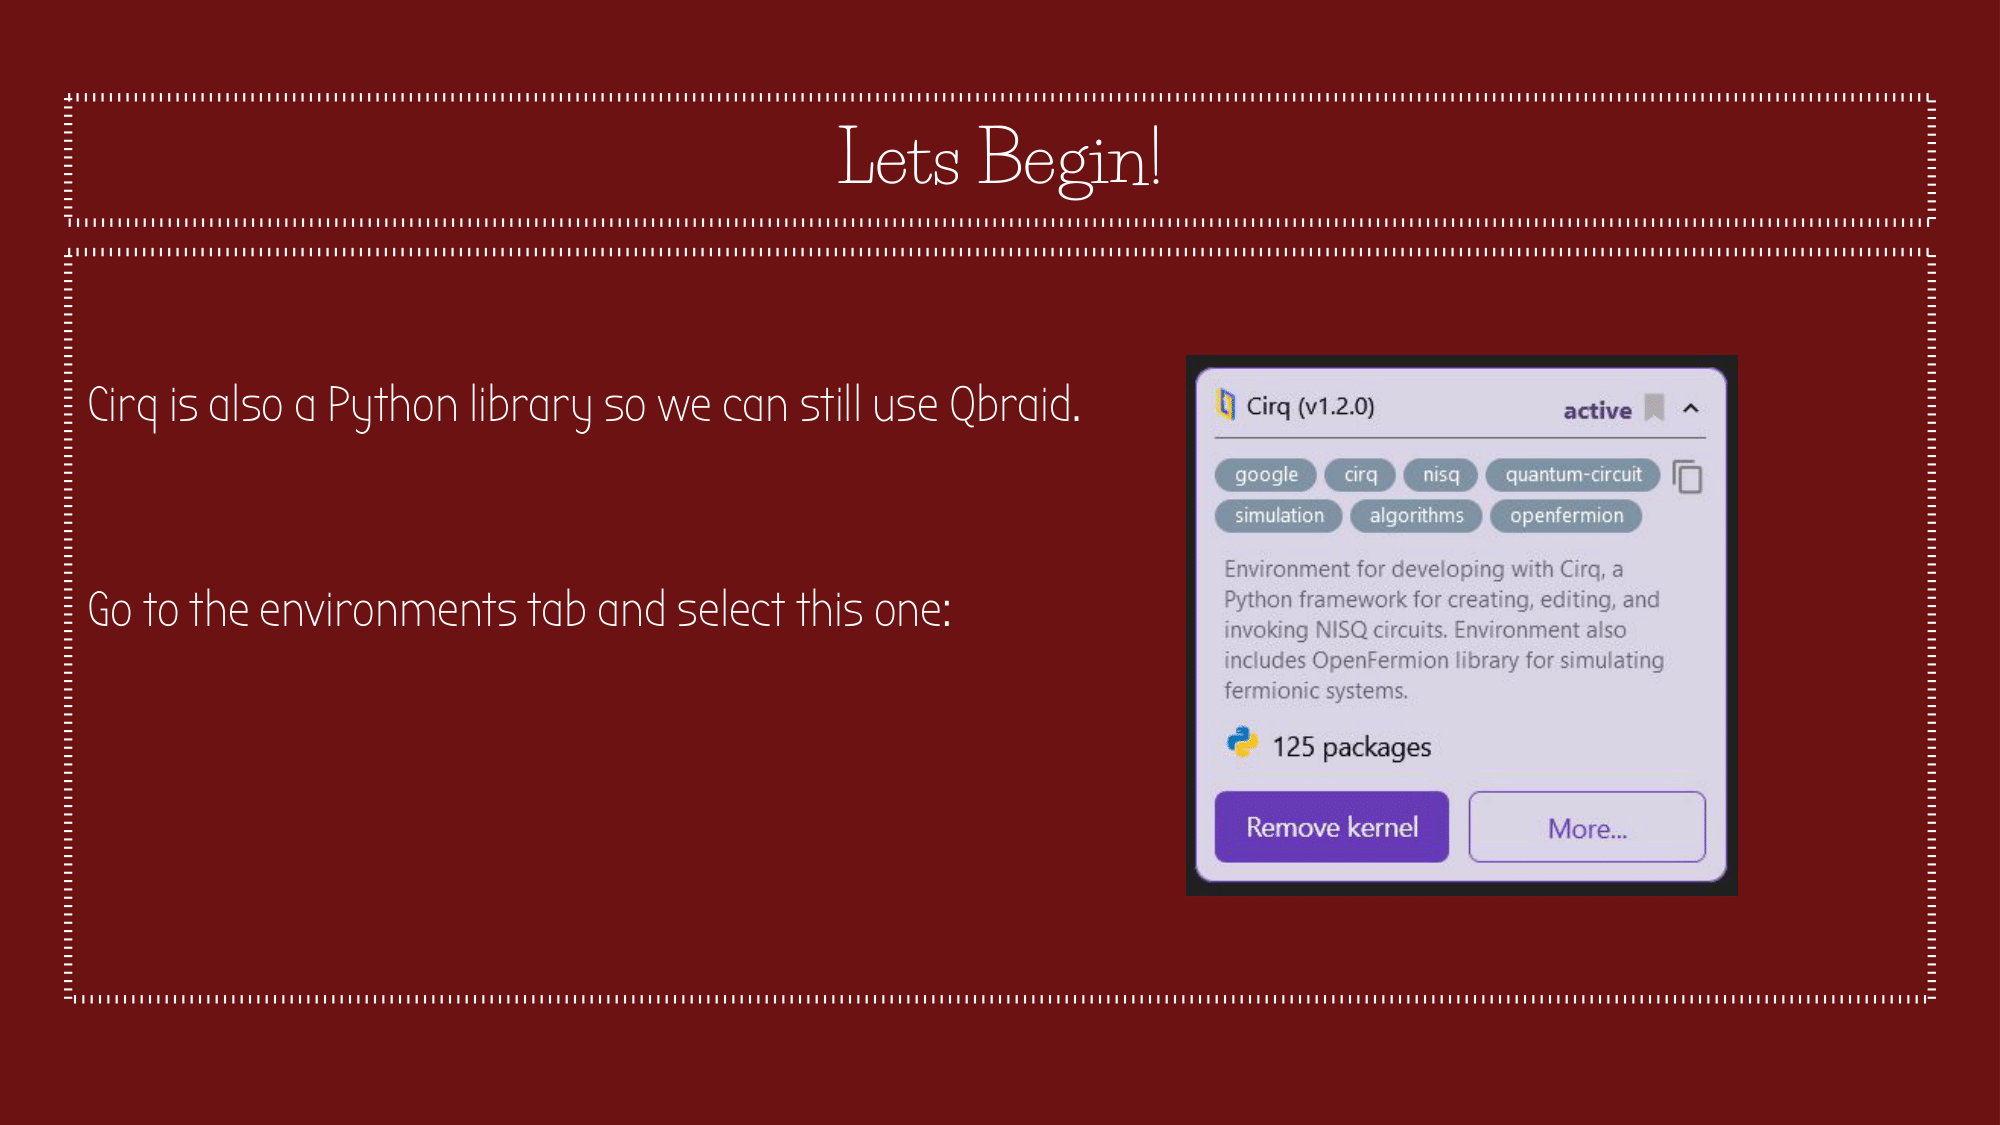 Lets Begin!
Cirq is also a Python library so we can still use Qbraid.
Go to the environments tab and select this one:
Cirq (v1.2.0) active
google cirq nisq quantum-circuit
simulation algorithms openfermion
Environment for developing with Cirq, a
Python framework for creating, editing, and
invoking NISQ circuits. Environment also
includes OpenFermion library for simulating
fermionic systems.
125 packages
Remove kernel More...